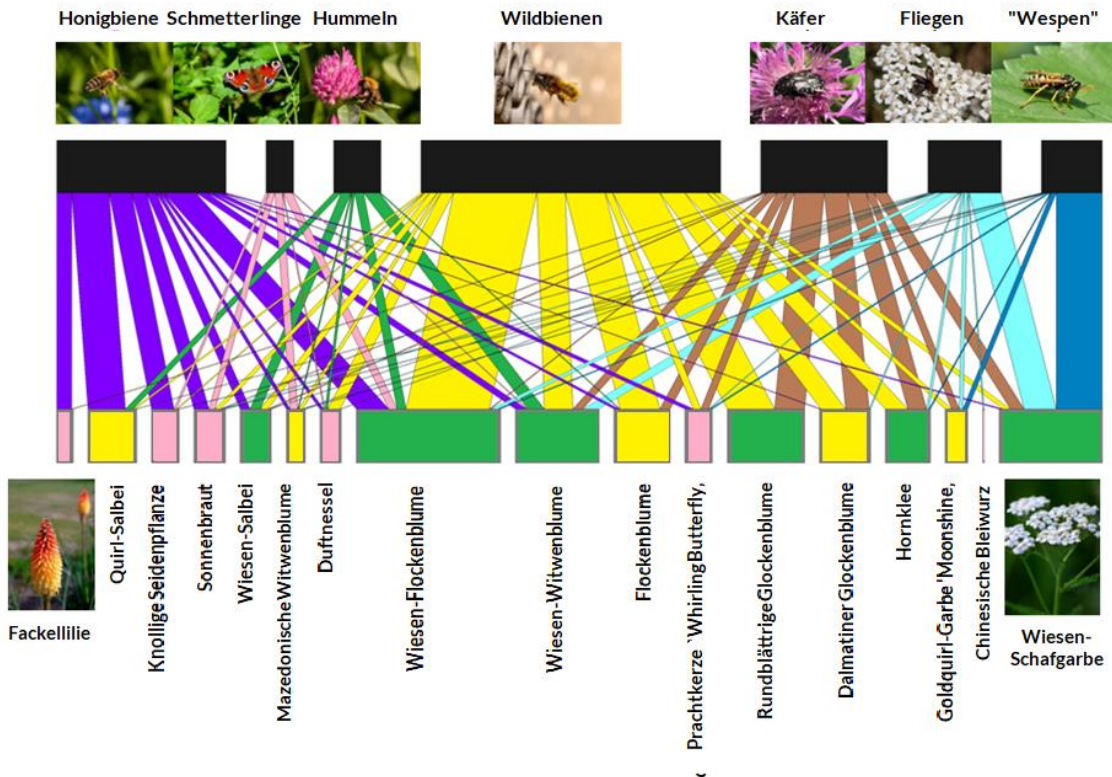 Honigbiene
Schmetterlinge
Hummeln
Wildbienen
Käfer
Fliegen
"Wespen"
Fackellilie
Quirl-Salbei
Knollige Seidenpflanze
Sonnenbraut
Wiesen-Salbei
Mazedonische Witwenblume
Duftnessel
Wiesen-Flockenblume
Wiesen-Witwenblume
Flockenblume
Prachtkerze `Whirling Butterfly,
Rundblättrige Glockenblume
Dalmatiner Glockenblume
Hornklee
Goldquirl-Garbe 'Moonshine,
Chinesische Bleiwurz
Wiesen-
Schafgarbe